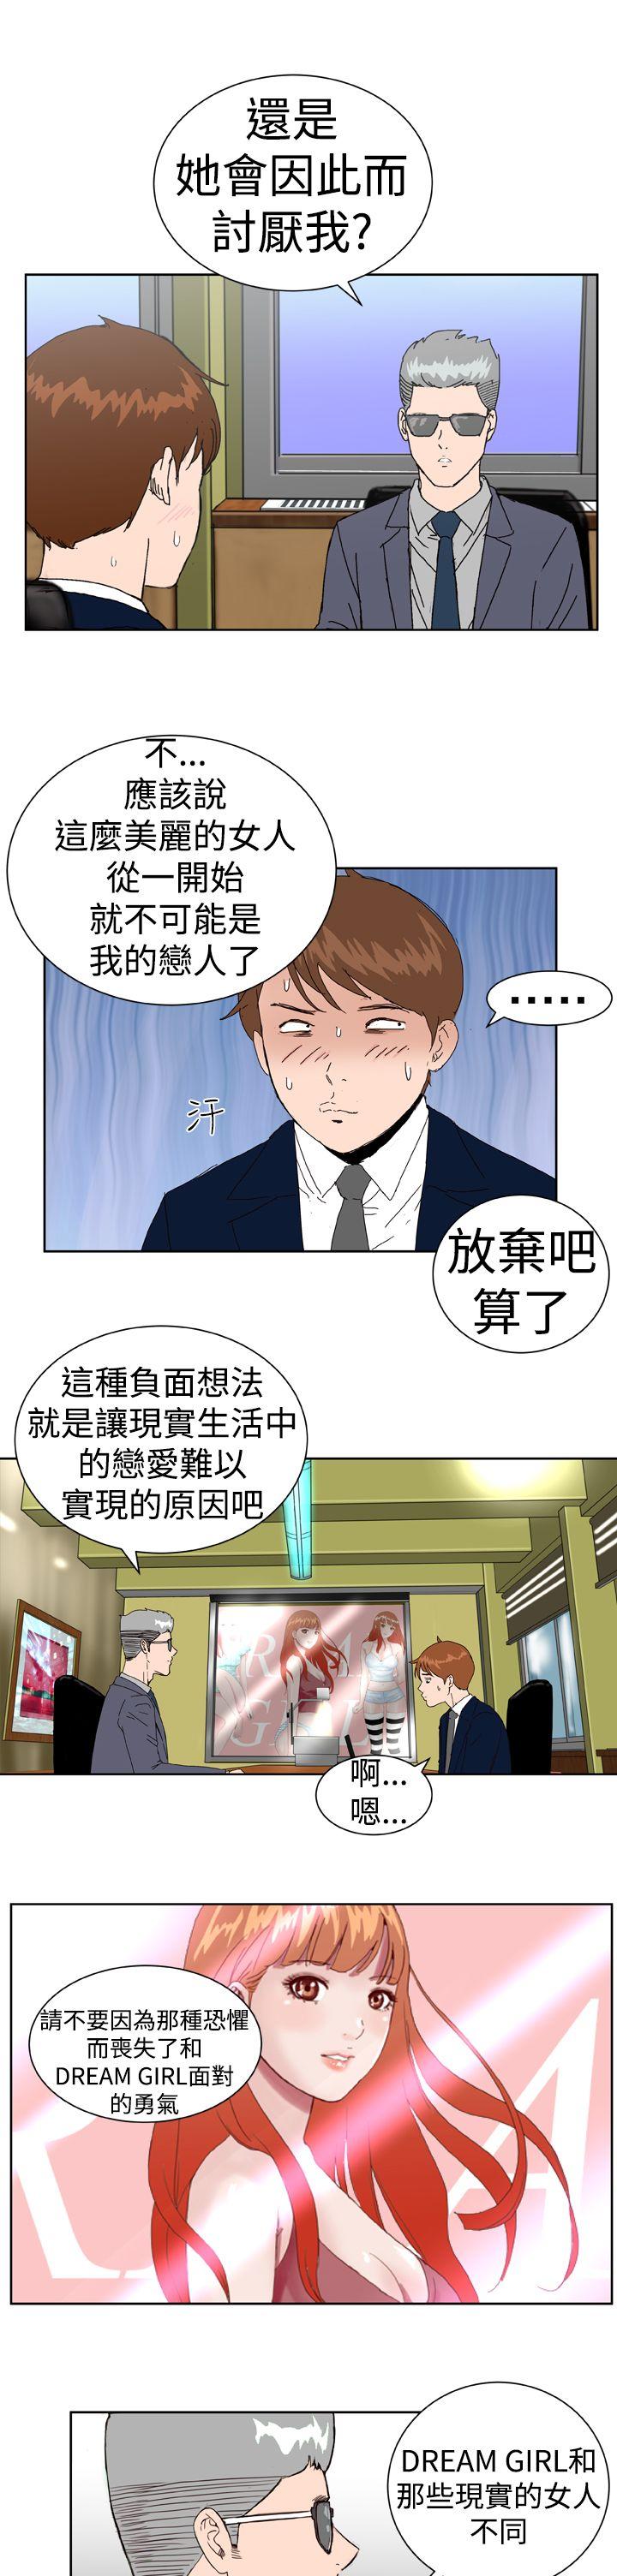 還是
她會因此而
討厭我?
不...
應該說
這麼美麗的女人
從一開始
就不可能是
我的戀人了
.....
汗
放棄吧
算了
這種負面想法
就是讓現實生活中
的戀愛難以
實現的原因吧
啊...
嗯...
請不要因為那種恐懼
而喪失了和
DREAM GIRL面對
的勇氣
DREAM GIRL和
那些現實的女人
不同